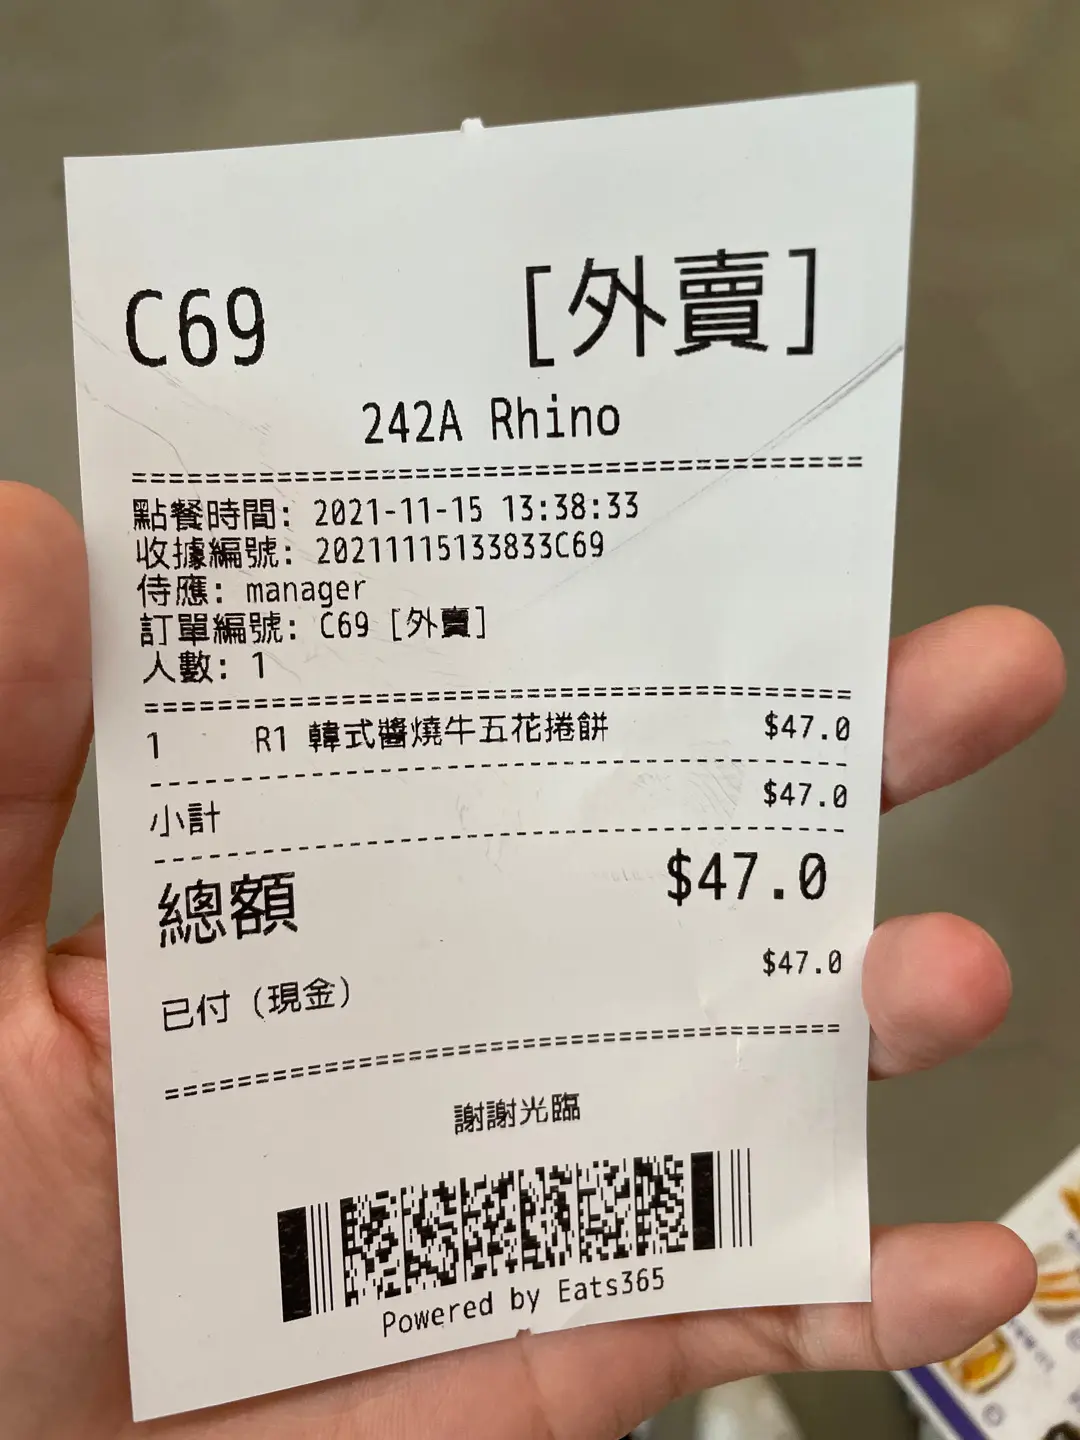 C69 [外賣]
242A Rhino
========================================
點餐時間: 2021-11-15 13:38:33
收據編號: 20211115133833C69
侍應: manager
訂單編號: C69 [外賣]
人數: 1
========================================
1 R1 韓式醬燒牛五花捲餅 $47.0
----------------------------------------
小計 $47.0
----------------------------------------
總額 $47.0
已付 (現金) $47.0
========================================
謝謝光臨
Powered by Eats365